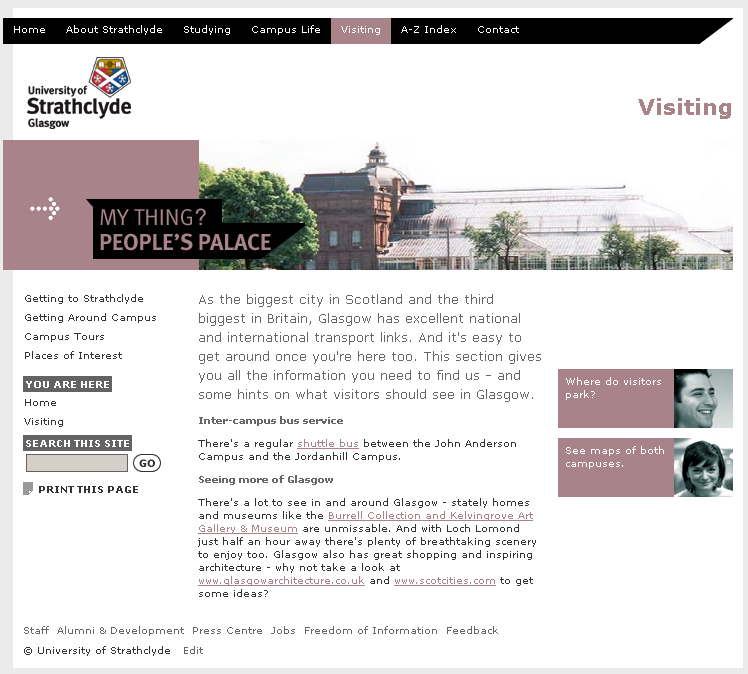 Home About Strathclyde Studying Campus Life Visiting A-Z Index Contact
University of
Strathclyde
Glasgow
Visiting
MY THING?
PEOPLE'S PALACE
Getting to Strathclyde
Getting Around Campus
Campus Tours
Places of Interest
YOU ARE HERE
Home
Visiting
SEARCH THIS SITE
GO
PRINT THIS PAGE
As the biggest city in Scotland and the third
biggest in Britain, Glasgow has excellent national
and international transport links. And it's easy to
get around once you're here too. This section gives
you all the information you need to find us - and
some hints on what visitors should see in Glasgow.
Inter-campus bus service
There's a regular shuttle bus between the John Anderson
Campus and the Jordanhill Campus.
Seeing more of Glasgow
There's a lot to see in and around Glasgow - stately homes
and museums like the Burrell Collection and Kelvingrove Art
Gallery & Museum are unmissable. And with Loch Lomond
just half an hour away there's plenty of breathtaking scenery
to enjoy too. Glasgow also has great shopping and inspiring
architecture - why not take a look at
www.glasgowarchitecture.co.uk and www.scotcities.com to get
some ideas?
Where do visitors
park?
See maps of both
campuses.
Staff Alumni & Development Press Centre Jobs Freedom of Information Feedback
© University of Strathclyde Edit